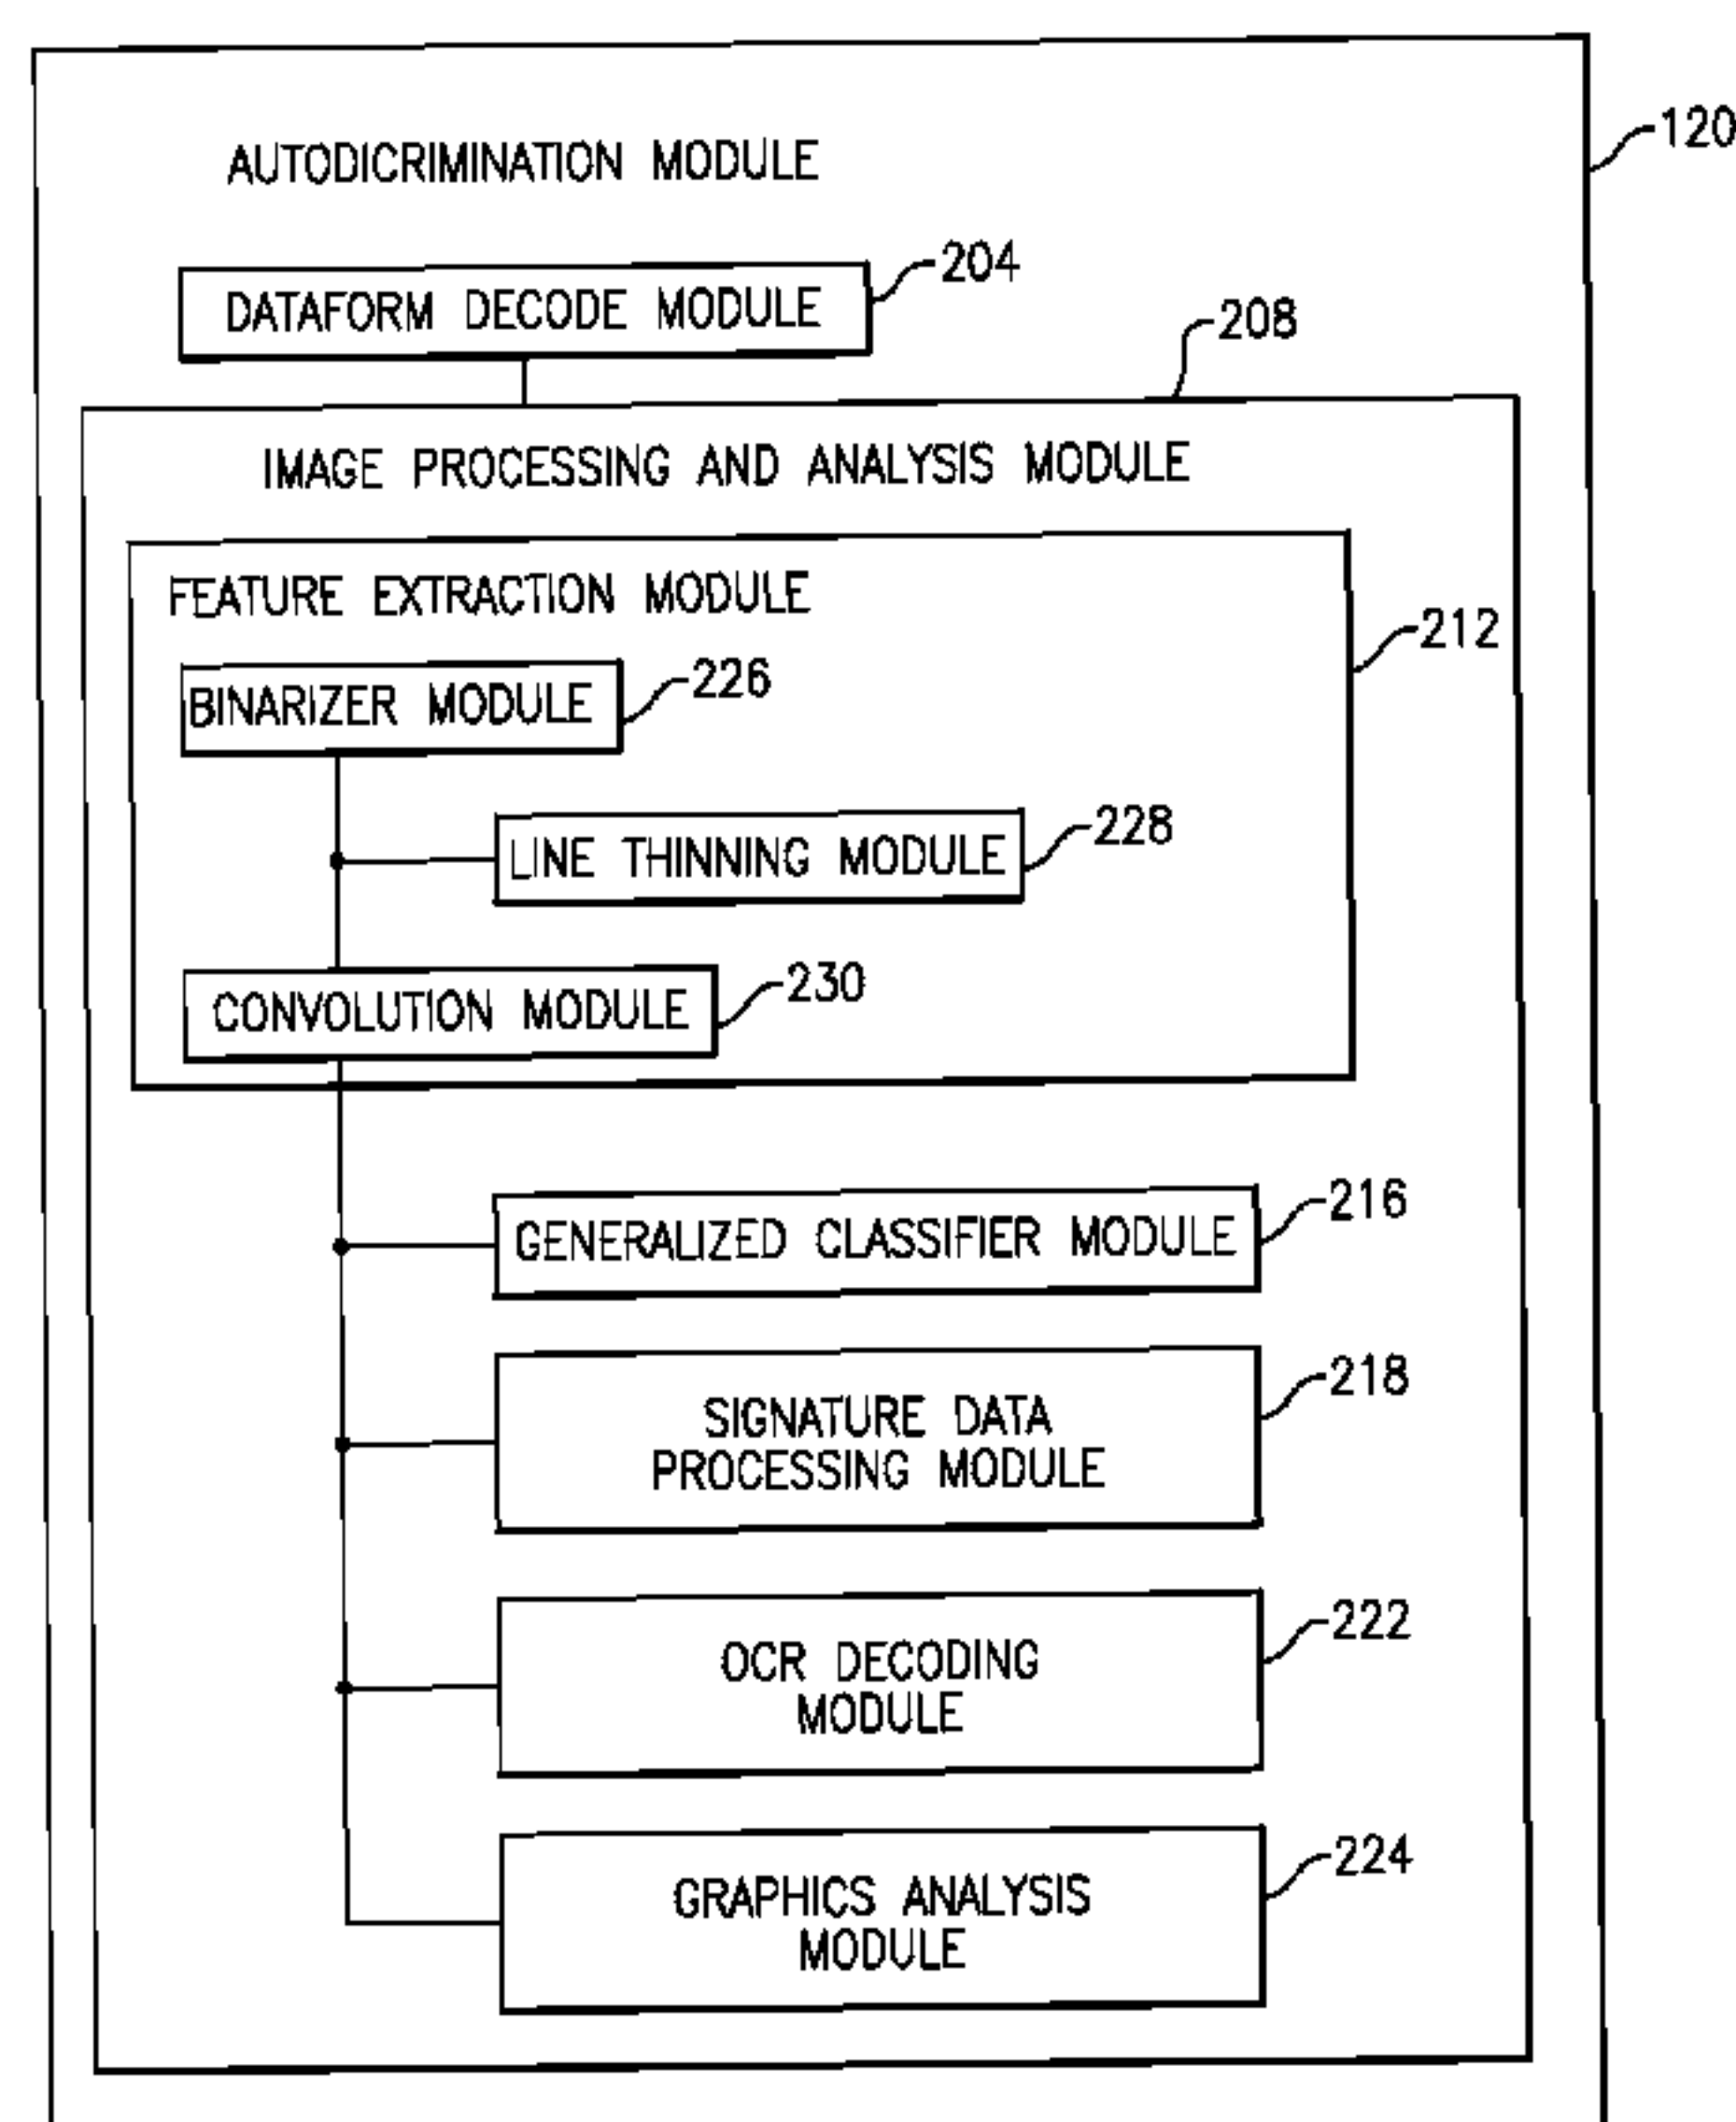 120
AUTODICRIMINATION MODULE
204
DATAFORM DECODE MODULE
208
IMAGE PROCESSING AND ANALYSIS MODULE
FEATURE EXTRACTION MODULE
212
226
BINARIZER MODULE
228
LINE THINNING MODULE
230
CONVOLUTION MODULE
216
GENERALIZED CLASSIFIER MODULE
218
SIGNATURE DATA
PROCESSING MODULE
222
OCR DECODING
MODULE
224
GRAPHICS ANALYSIS
MODULE